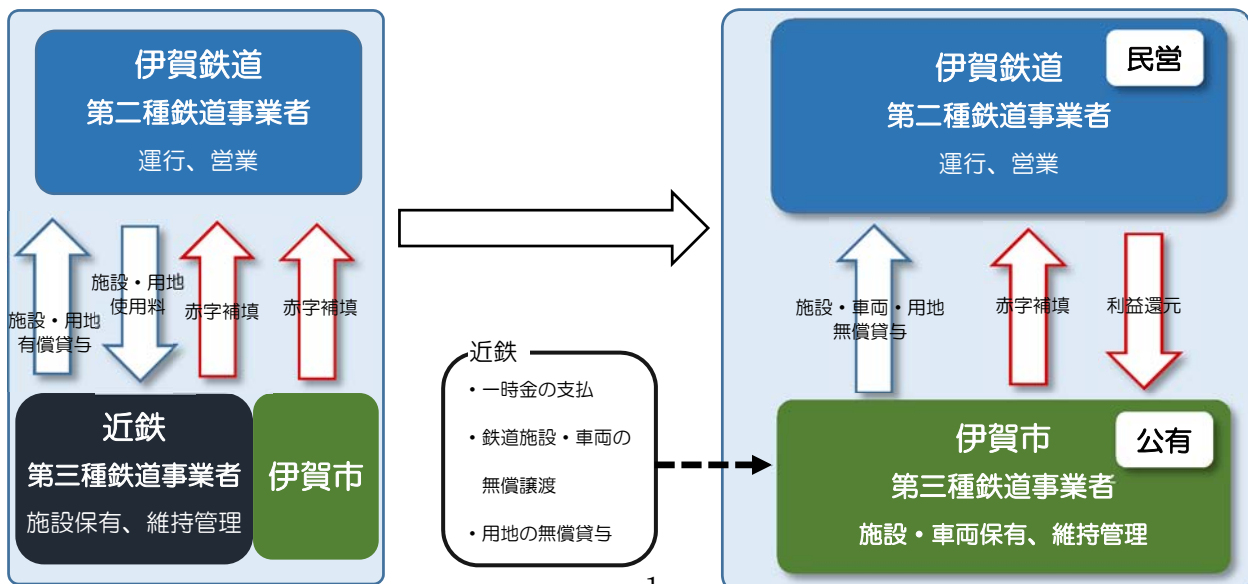 伊賀鉄道
第二種鉄道事業者
運行、営業
施設・用地
有償貸与
施設・用地
使用料
赤字補填
赤字補填
近鉄
第三種鉄道事業者
施設保有、維持管理
伊賀市
近鉄
・一時金の支払
・鉄道施設・車両の
無償譲渡
・用地の無償貸与
伊賀鉄道
民営
第二種鉄道事業者
運行、営業
施設・車両・用地
無償貸与
赤字補填
利益還元
伊賀市
公有
第三種鉄道事業者
施設・車両保有、維持管理